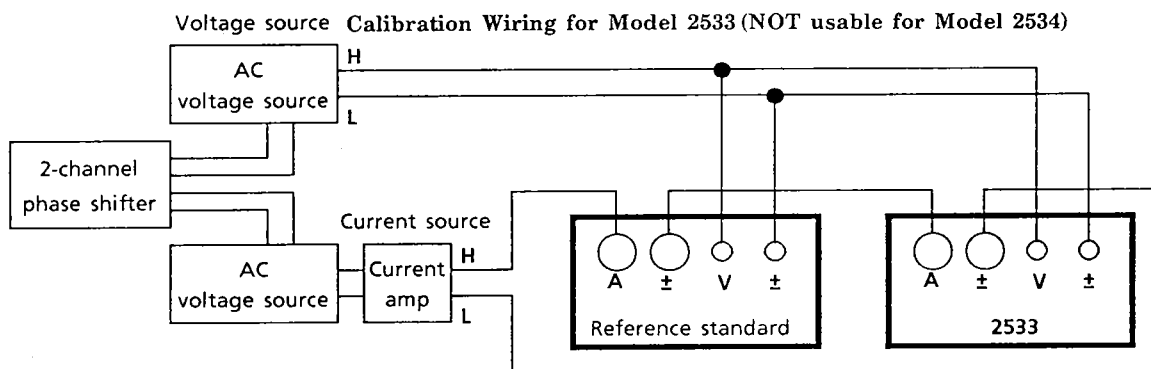 Voltage source Calibration Wiring for Model 2533 (NOT usable for Model 2534)
AC
voltage source
H
L
2-channel
phase shifter
Current source
AC
voltage source
Current
amp
H
L
A ± V ±
Reference standard
A ± V ±
2533